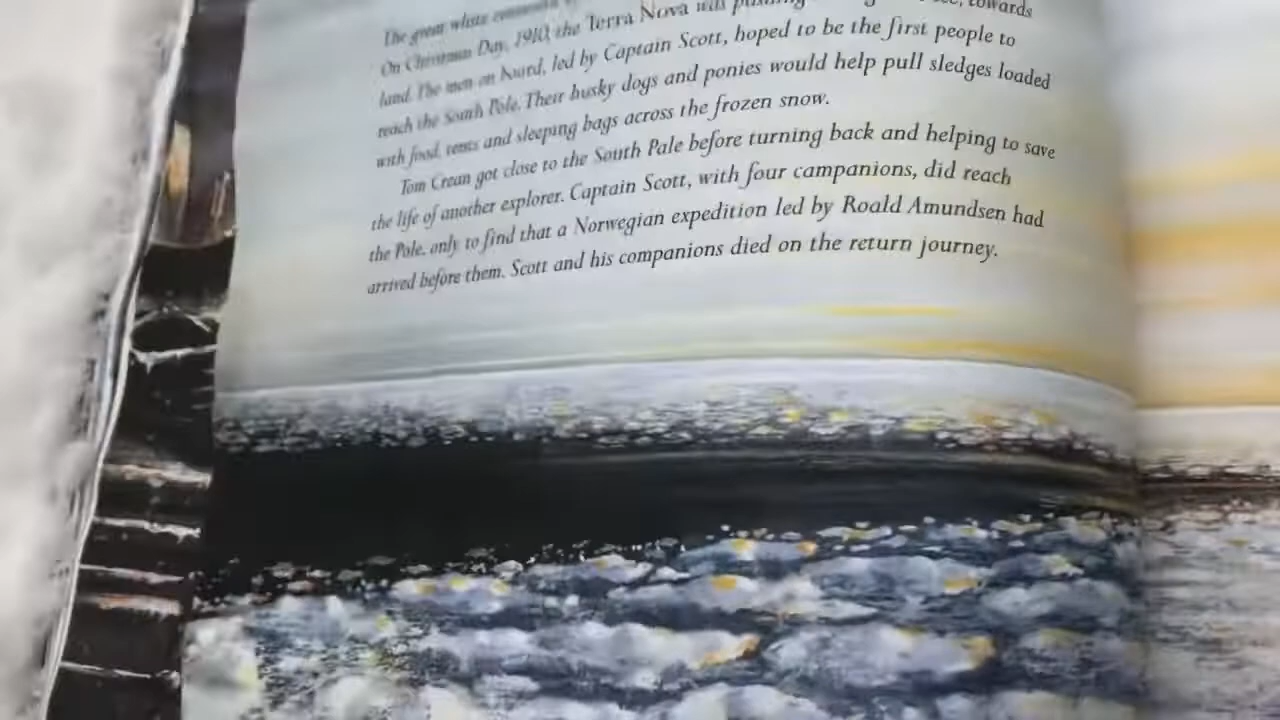 The great white
On Christmas Day, 1910, the Terra Nova was towards
land. The men on board, led by Captain Scott, hoped to be the first people to
reach the South Pole. Their husky dogs and ponies would help pull sledges loaded
with food, tents and sleeping bags across the frozen snow.
Tom Crean got close to the South Pale before turning back and helping to save
the life of another explorer. Captain Scott, with four companions, did reach
the Pole, only to find that a Norwegian expedition led by Roald Amundsen had
arrived before them. Scott and his companions died on the return journey.